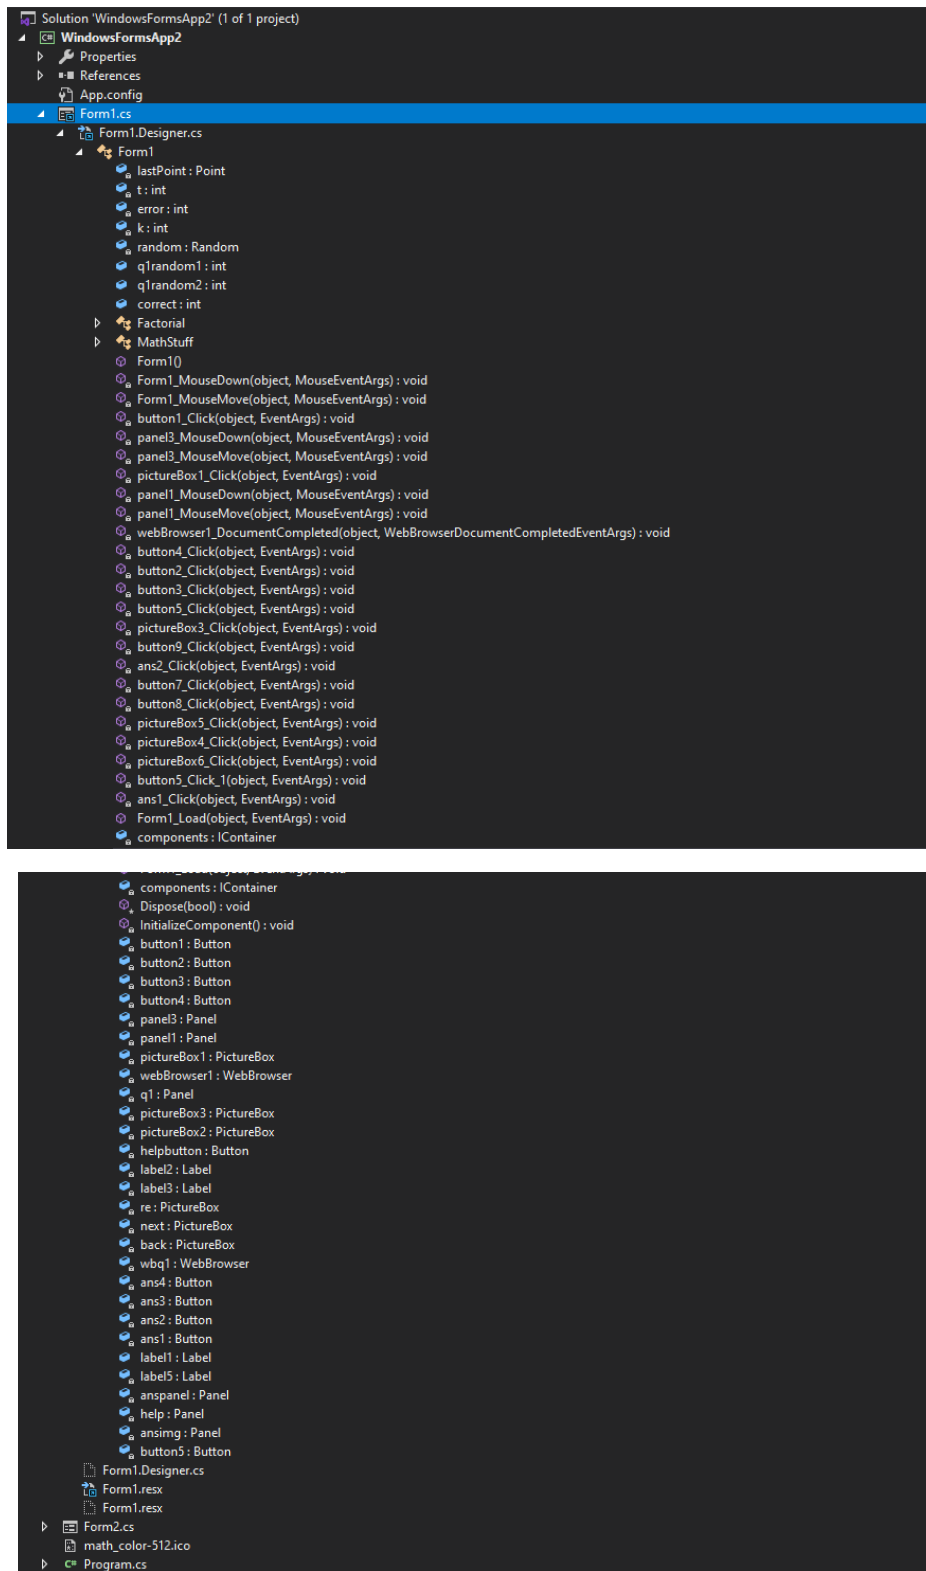 Solution 'WindowsFormsApp2' (1 of 1 project)
WindowsFormsApp2
Properties
References
App.config
Form1.cs
Form1.Designer.cs
Form1
lastPoint : Point
t : int
error : int
k : int
random : Random
q1random1 : int
q1random2 : int
correct : int
Factorial
MathStuff
Form1()
Form1_MouseDown(object, MouseEventArgs) : void
Form1_MouseMove(object, MouseEventArgs) : void
button1_Click(object, EventArgs) : void
panel3_MouseDown(object, MouseEventArgs) : void
panel3_MouseMove(object, MouseEventArgs) : void
pictureBox1_Click(object, EventArgs) : void
panel1_MouseDown(object, MouseEventArgs) : void
panel1_MouseMove(object, MouseEventArgs) : void
webBrowser1_DocumentCompleted(object, WebBrowserDocumentCompletedEventArgs) : void
button4_Click(object, EventArgs) : void
button2_Click(object, EventArgs) : void
button3_Click(object, EventArgs) : void
button5_Click(object, EventArgs) : void
pictureBox3_Click(object, EventArgs) : void
button9_Click(object, EventArgs) : void
ans2_Click(object, EventArgs) : void
button7_Click(object, EventArgs) : void
button8_Click(object, EventArgs) : void
pictureBox5_Click(object, EventArgs) : void
pictureBox4_Click(object, EventArgs) : void
pictureBox6_Click(object, EventArgs) : void
button5_Click_1(object, EventArgs) : void
ans1_Click(object, EventArgs) : void
Form1_Load(object, EventArgs) : void
components : IContainer
components : IContainer
Dispose(bool) : void
InitializeComponent() : void
button1 : Button
button2 : Button
button3 : Button
button4 : Button
panel3 : Panel
panel1 : Panel
pictureBox1 : PictureBox
webBrowser1 : WebBrowser
q1 : Panel
pictureBox3 : PictureBox
pictureBox2 : PictureBox
helpbutton : Button
label2 : Label
label3 : Label
re : PictureBox
next : PictureBox
back : PictureBox
wbq1 : WebBrowser
ans4 : Button
ans3 : Button
ans2 : Button
ans1 : Button
label1 : Label
label5 : Label
anspanel : Panel
help : Panel
ansimg : Panel
button5 : Button
Form1.Designer.cs
Form1.resx
Form1.resx
Form2.cs
math_color-512.ico
Program.cs